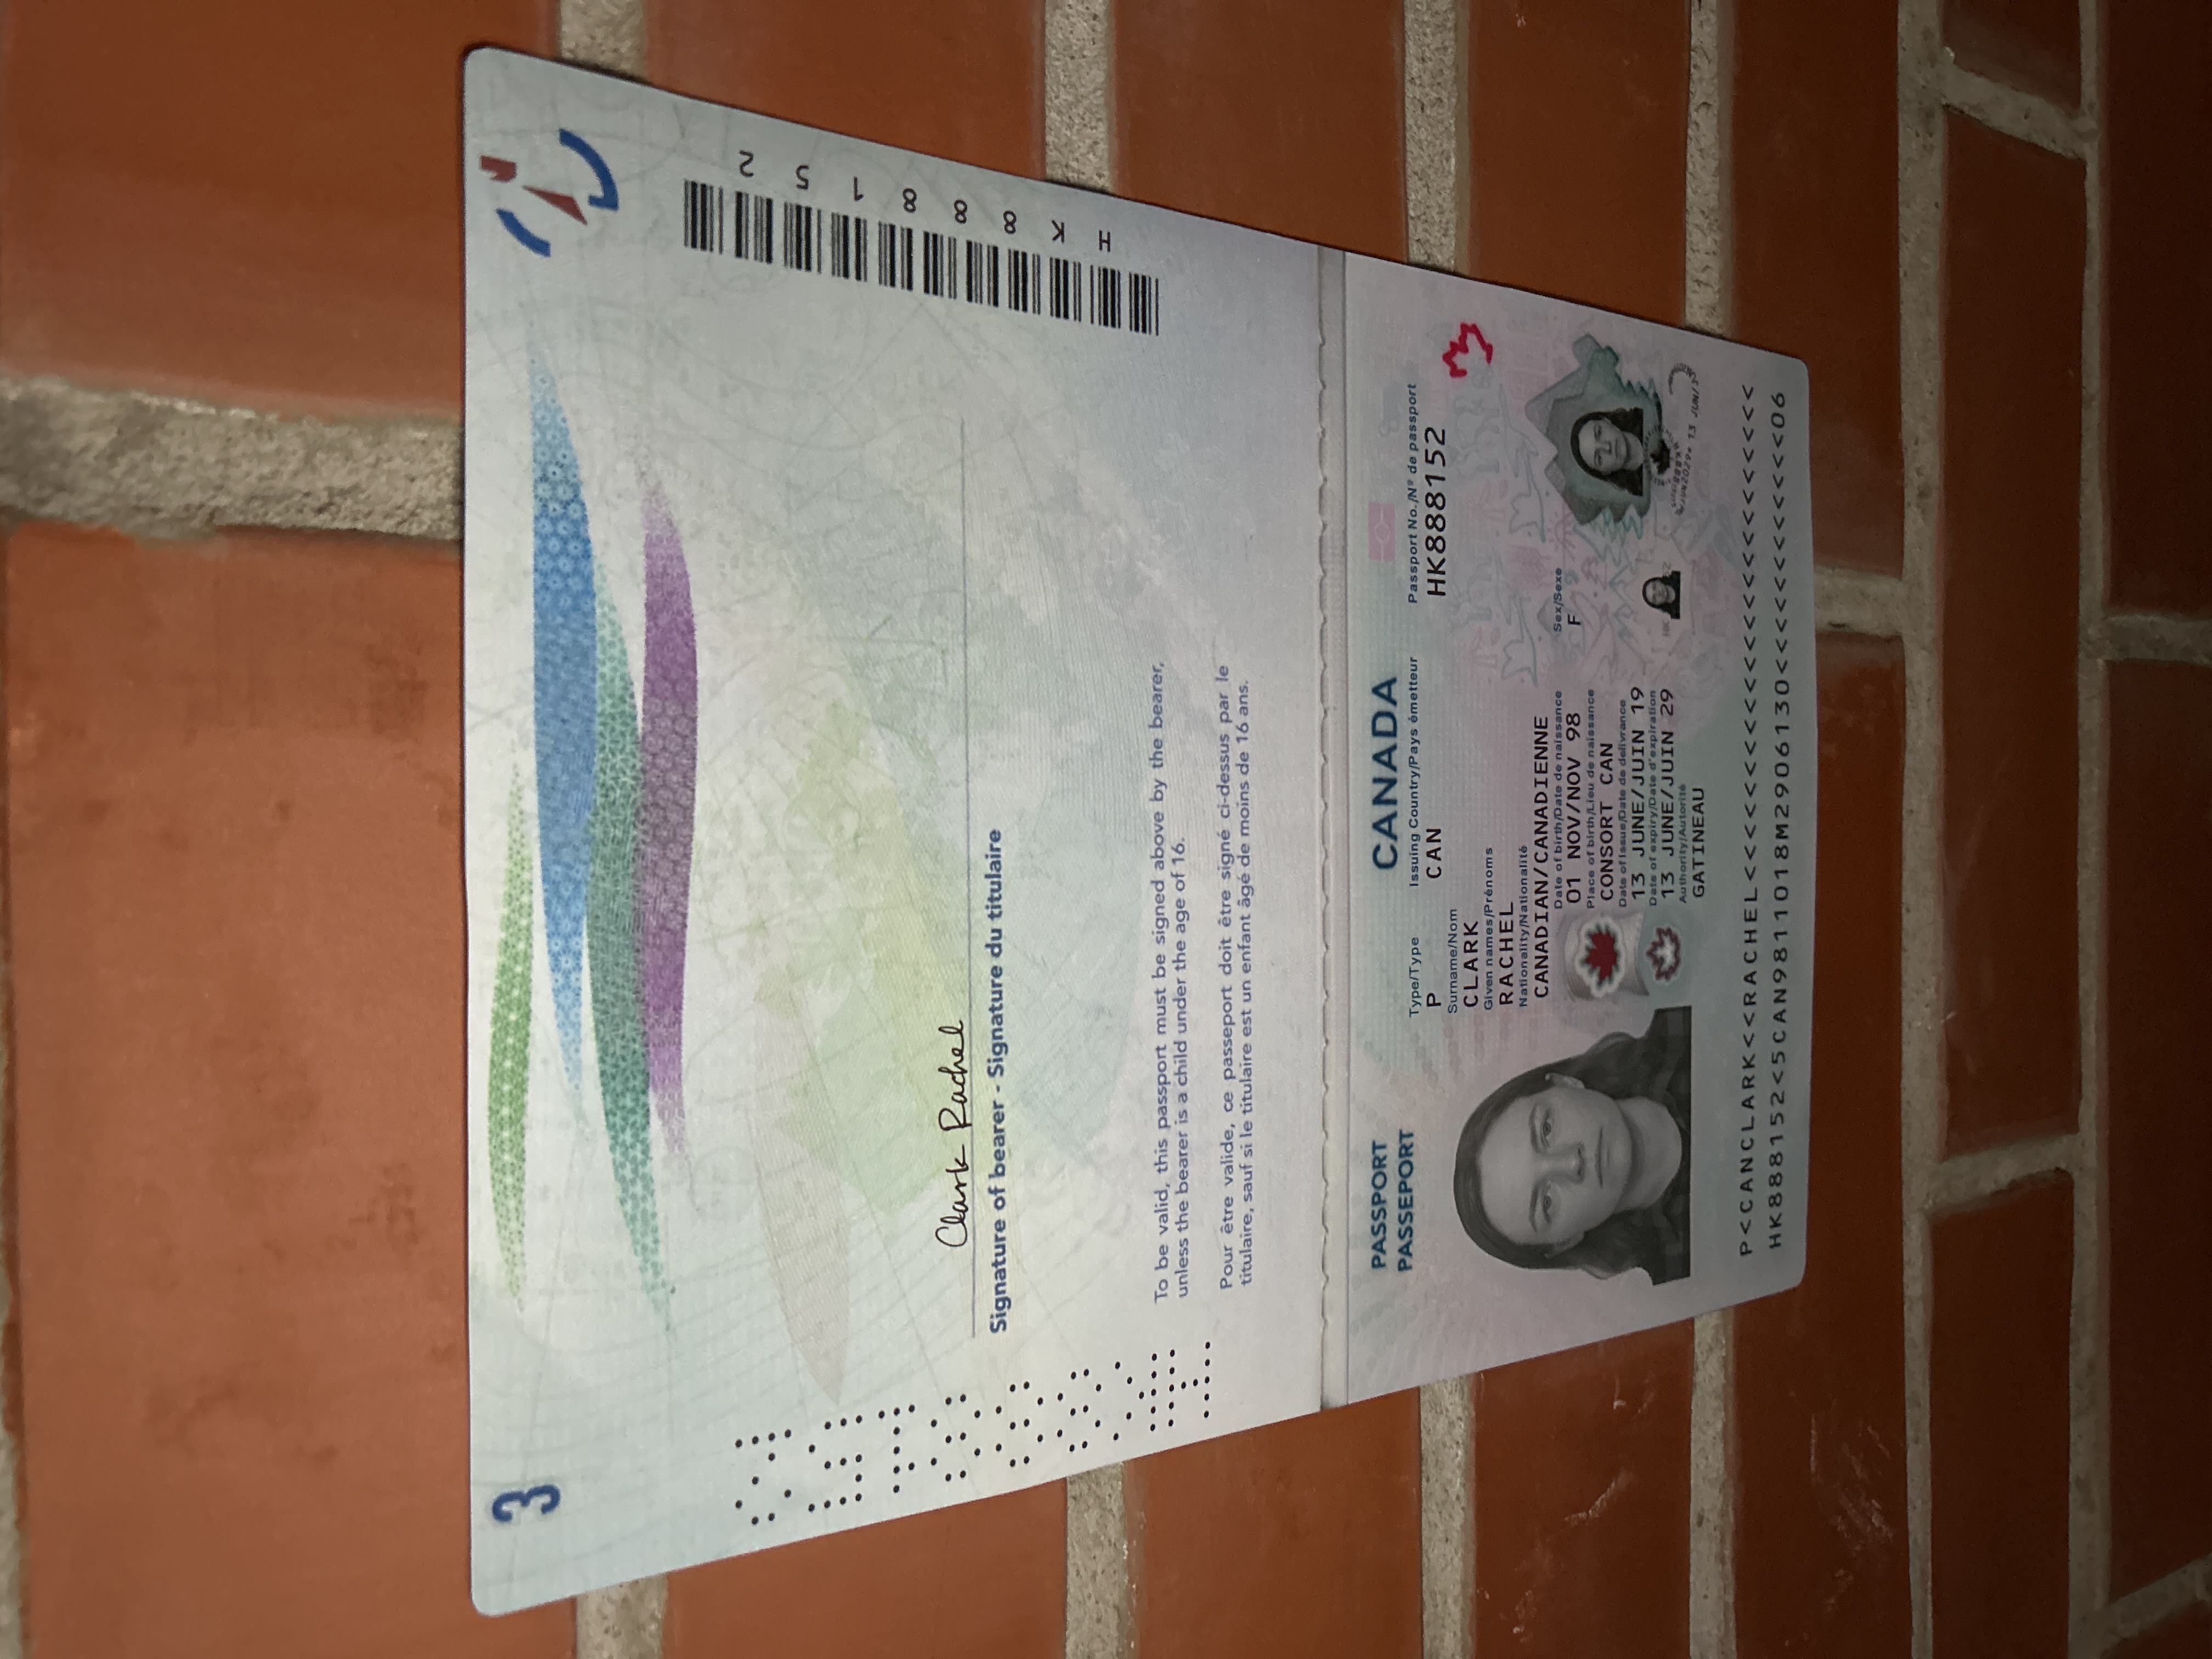 3
Clark Rachel
Signature of bearer - Signature du titulaire
HK888152
To be valid, this passport must be signed above by the bearer,
unless the bearer is a child under the age of 16.
Pour être valide, ce passeport doit être signé ci-dessus par le
titulaire, sauf si le titulaire est un enfant âgé de moins de 16 ans.
PASSPORT
PASSEPORT
CANADA
Type/Type Issuing Country/Pays émetteur Passport No./N° de passport
P CAN HK888152
Surname/Nom
CLARK
Given names/Prénoms
RACHEL
Nationality/Nationalité
CANADIAN/CANADIENNE
Date of birth/Date de naissance Sex/Sexe
01 NOV/NOV 98 F
Place of birth/Lieu de naissance
CONSORT CAN
Date of Issue/Date de delivrance
13 JUNE/JUIN 19
Date of expiry/Date d'expiration
13 JUNE/JUIN 29
Authority/Autorité
GATINEAU
P<CANCLARK<<RACHEL<<<<<<<<<<<<<<<<<<<<<<<<<<
HK888152<5CAN9811018M2906130<<<<<<<<<<<<<06